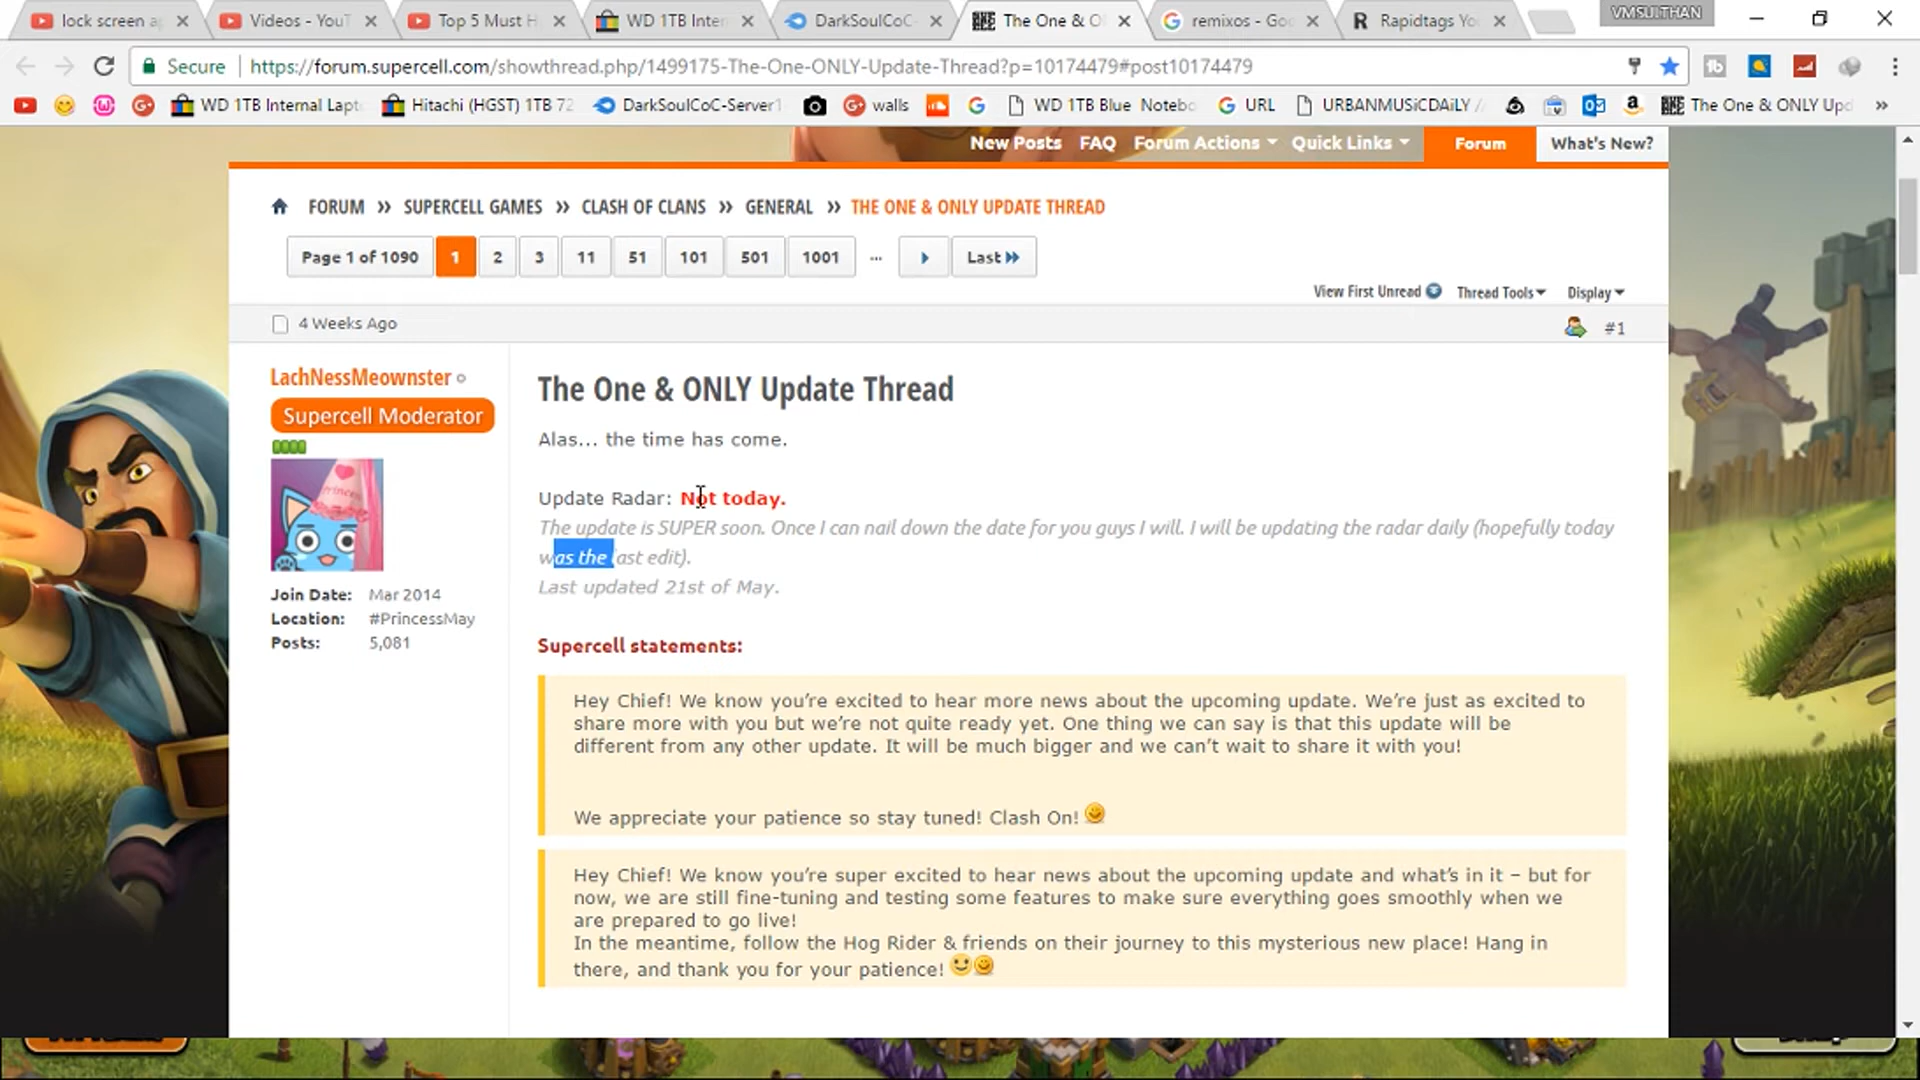 lock screen a
Videos - YouT
Top 5 Must H
WD 1TB Inter
DarkSoulCoC-
The One & O
remixos - Goo
Rapidtags Yo
VMSULTHAN
Secure
https://forum.supercell.com/showthread.php/1499175-The-One-ONLY-Update-Thread?p=10174479#post10174479
WD 1TB Internal Lapt
Hitachi (HGST) 1TB 72
DarkSoulCoC-Server1
walls
WD 1TB Blue Notebo
URL
URBANMUSiCDAiLY //
The One & ONLY Upd
New Posts FAQ Forum Actions Quick Links Forum What's New?
FORUM » SUPERCELL GAMES » CLASH OF CLANS » GENERAL » THE ONE & ONLY UPDATE THREAD
Page 1 of 1090 1 2 3 11 51 101 501 1001 ... Last
View First Unread Thread Tools Display
4 Weeks Ago #1
LachNessMeownster
Supercell Moderator
Princess
Join Date: Mar 2014
Location: #PrincessMay
Posts: 5,081
The One & ONLY Update Thread
Alas... the time has come.
Update Radar: Not today.
The update is SUPER soon. Once I can nail down the date for you guys I will. I will be updating the radar daily (hopefully today
was the last edit).
Last updated 21st of May.
Supercell statements:
Hey Chief! We know you're excited to hear more news about the upcoming update. We're just as excited to
share more with you but we're not quite ready yet. One thing we can say is that this update will be
different from any other update. It will be much bigger and we can't wait to share it with you!
We appreciate your patience so stay tuned! Clash On!
Hey Chief! We know you're super excited to hear news about the upcoming update and what's in it – but for
now, we are still fine-tuning and testing some features to make sure everything goes smoothly when we
are prepared to go live!
In the meantime, follow the Hog Rider & friends on their journey to this mysterious new place! Hang in
there, and thank you for your patience!